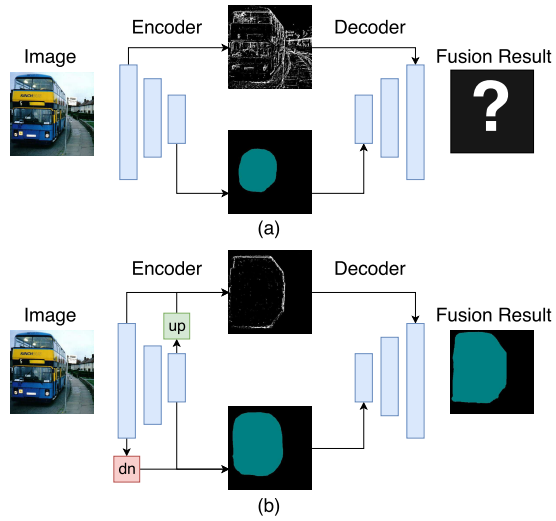 Encoder
Decoder
Image
Fusion Result
?
(a)
Encoder
Decoder
Image
Fusion Result
up
dn
(b)